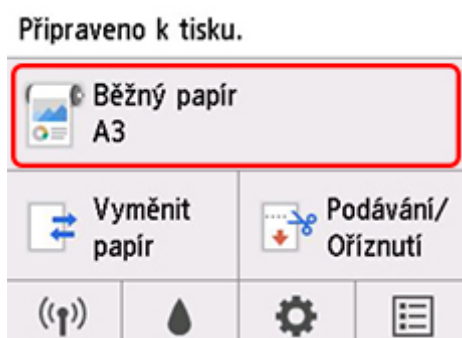 Připraveno k tisku.
Běžný papír
A3
Vyměnit
papír
Podávání/
Oříznutí